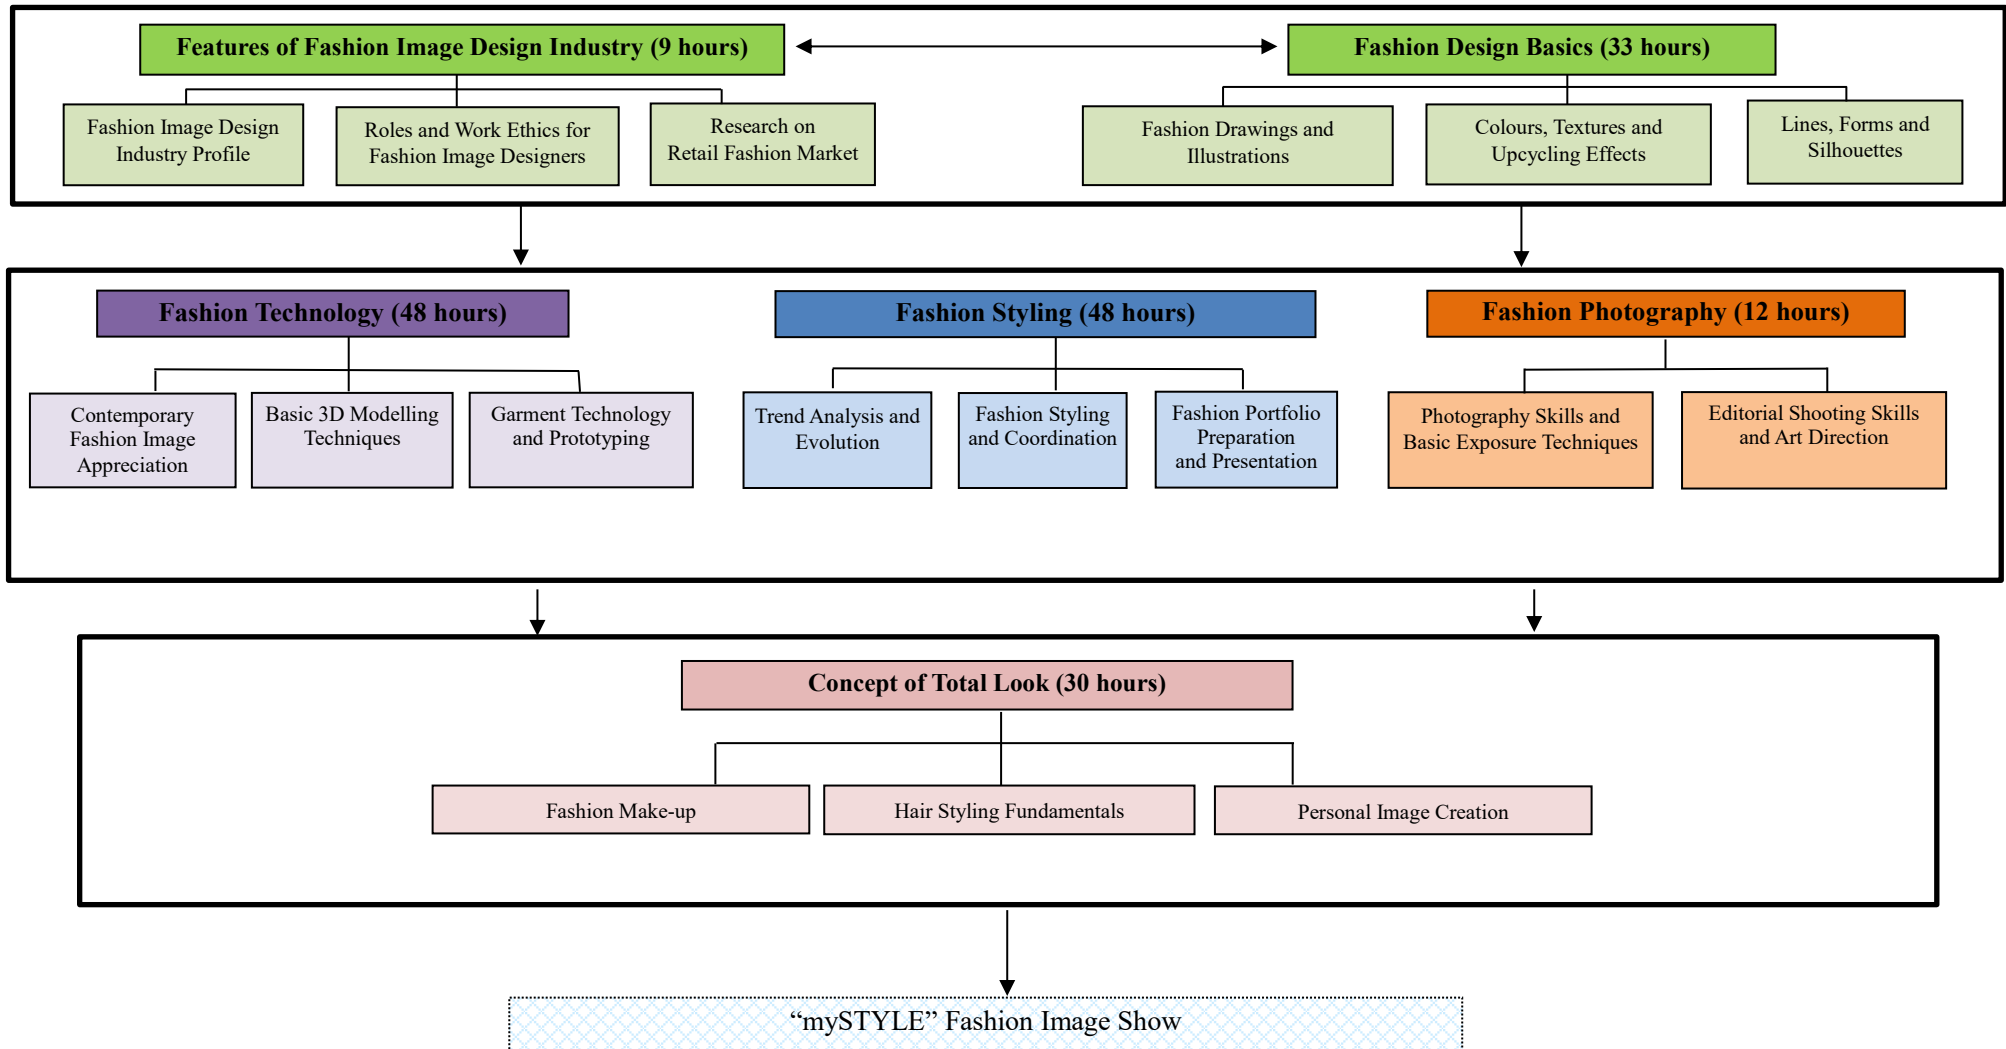 Features of Fashion Image Design Industry (9 hours)
Fashion Design Basics (33 hours)
Fashion Image Design
Industry Profile
Roles and Work Ethics for
Fashion Image Designers
Research on
Retail Fashion Market
Fashion Drawings and
Illustrations
Colours, Textures and
Upcycling Effects
Lines, Forms and
Silhouettes
Fashion Technology (48 hours)
Fashion Styling (48 hours)
Fashion Photography (12 hours)
Contemporary
Fashion Image
Appreciation
Basic 3D Modelling
Techniques
Garment Technology
and Prototyping
Trend Analysis and
Evolution
Fashion Styling
and Coordination
Fashion Portfolio
Preparation
and Presentation
Photography Skills and
Basic Exposure Techniques
Editorial Shooting Skills
and Art Direction
Concept of Total Look (30 hours)
Fashion Make-up
Hair Styling Fundamentals
Personal Image Creation
“mySTYLE” Fashion Image Show